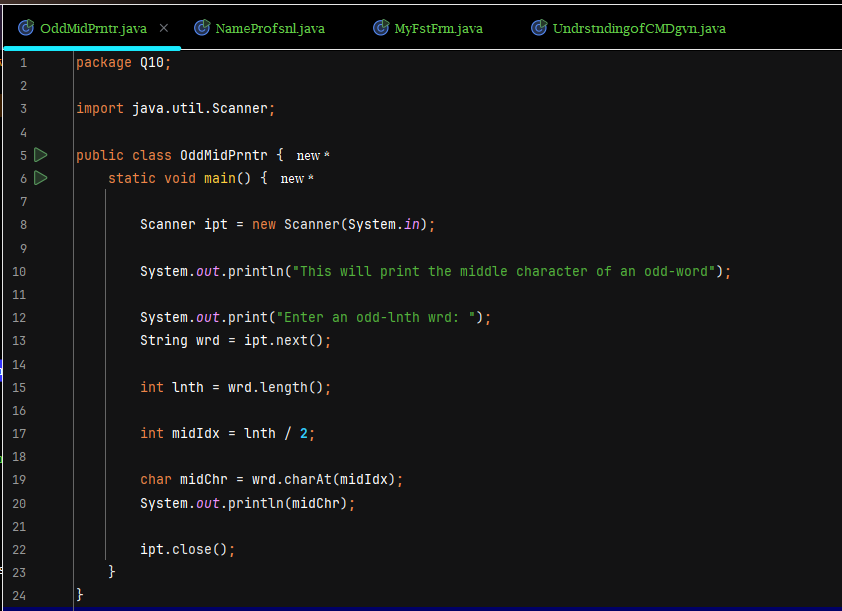 OddMidPrntr.java × NameProfsnl.java MyFstFrm.java UndrstndingofCMDgvn.java
1 package Q10;
2
3 import java.util.Scanner;
4
5 public class OddMidPrntr { new *
6 static void main() { new *
7
8 Scanner ipt = new Scanner(System.in);
9
10 System.out.println("This will print the middle character of an odd-word");
11
12 System.out.print("Enter an odd-lnth wrd: ");
13 String wrd = ipt.next();
14
15 int lnth = wrd.length();
16
17 int midIdx = lnth / 2;
18
19 char midChr = wrd.charAt(midIdx);
20 System.out.println(midChr);
21
22 ipt.close();
23 }
24 }